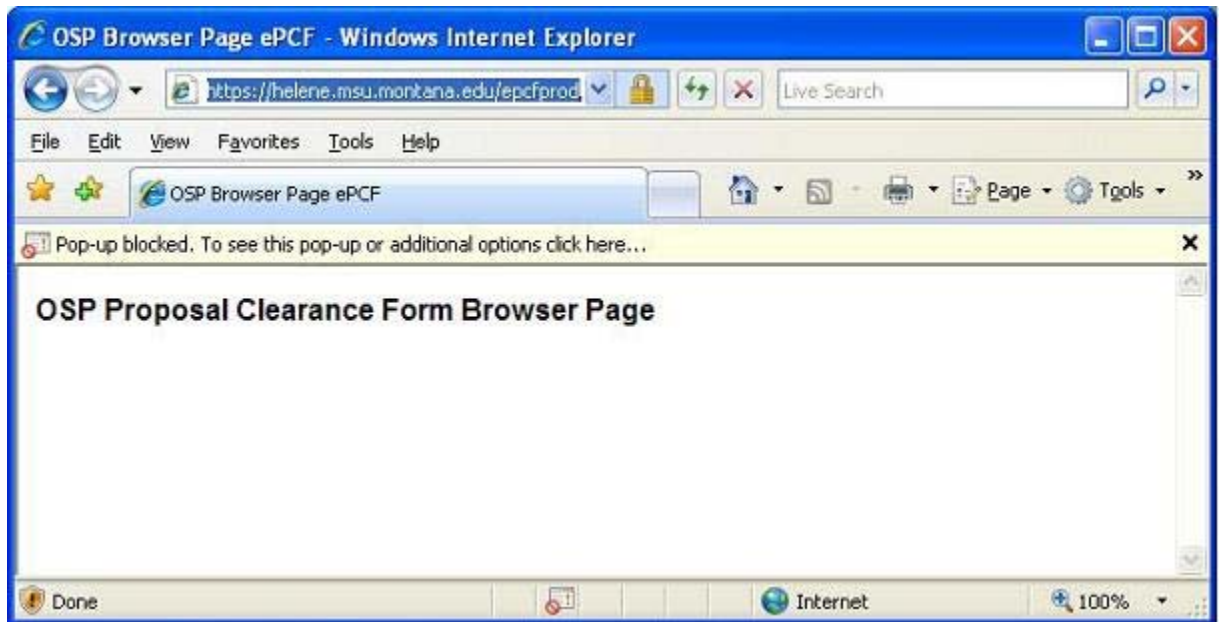 OSP Browser Page ePCF - Windows Internet Explorer
https://helene.msu.montana.edu/epcfprod Live Search
File Edit View Favorites Tools Help
OSP Browser Page ePCF Page Tools »
Pop-up blocked. To see this pop-up or additional options click here...
OSP Proposal Clearance Form Browser Page
Done Internet 100%